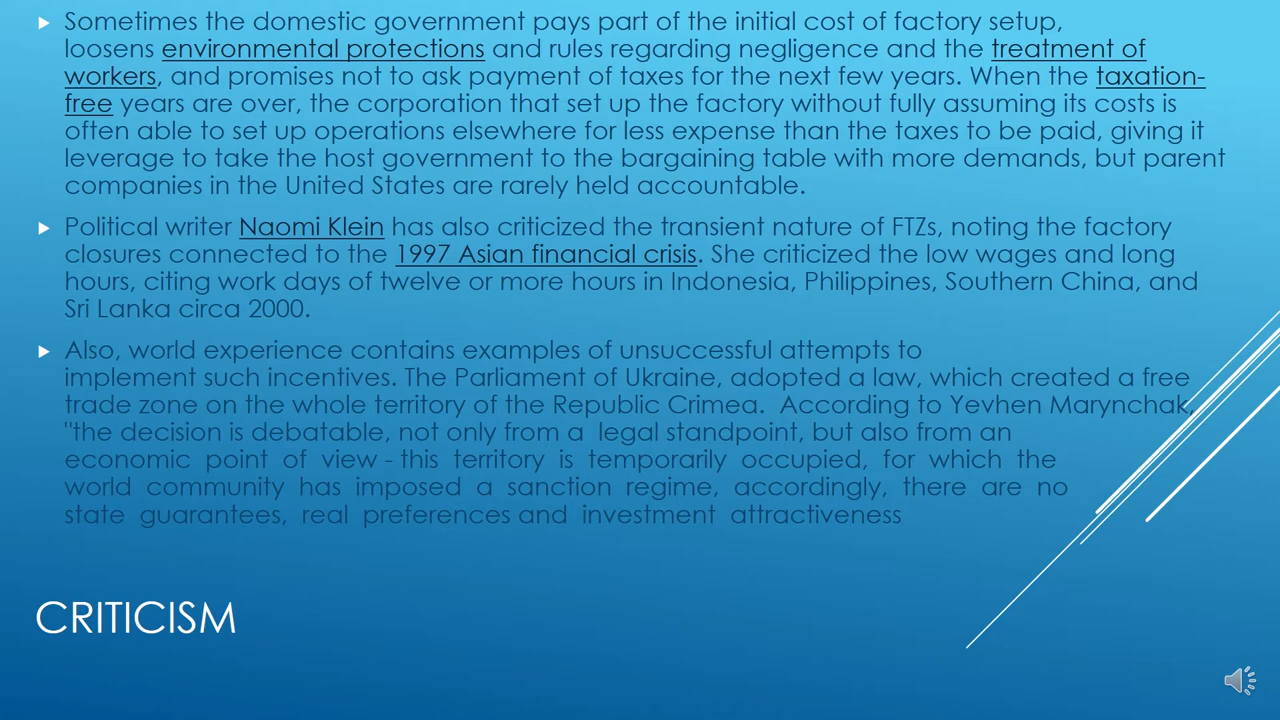 Sometimes the domestic government pays part of the initial cost of factory setup,
loosens environmental protections and rules regarding negligence and the treatment of
workers, and promises not to ask payment of taxes for the next few years. When the taxation-
free years are over, the corporation that set up the factory without fully assuming its costs is
often able to set up operations elsewhere for less expense than the taxes to be paid, giving it
leverage to take the host government to the bargaining table with more demands, but parent
companies in the United States are rarely held accountable.
Political writer Naomi Klein has also criticized the transient nature of FTZs, noting the factory
closures connected to the 1997 Asian financial crisis. She criticized the low wages and long
hours, citing work days of twelve or more hours in Indonesia, Philippines, Southern China, and
Sri Lanka circa 2000.
Also, world experience contains examples of unsuccessful attempts to
implement such incentives. The Parliament of Ukraine, adopted a law, which created a free
trade zone on the whole territory of the Republic Crimea. According to Yevhen Marynchak,
"the decision is debatable, not only from a legal standpoint, but also from an
economic point of view - this territory is temporarily occupied, for which the
world community has imposed a sanction regime, accordingly, there are no
state guarantees, real preferences and investment attractiveness
CRITICISM